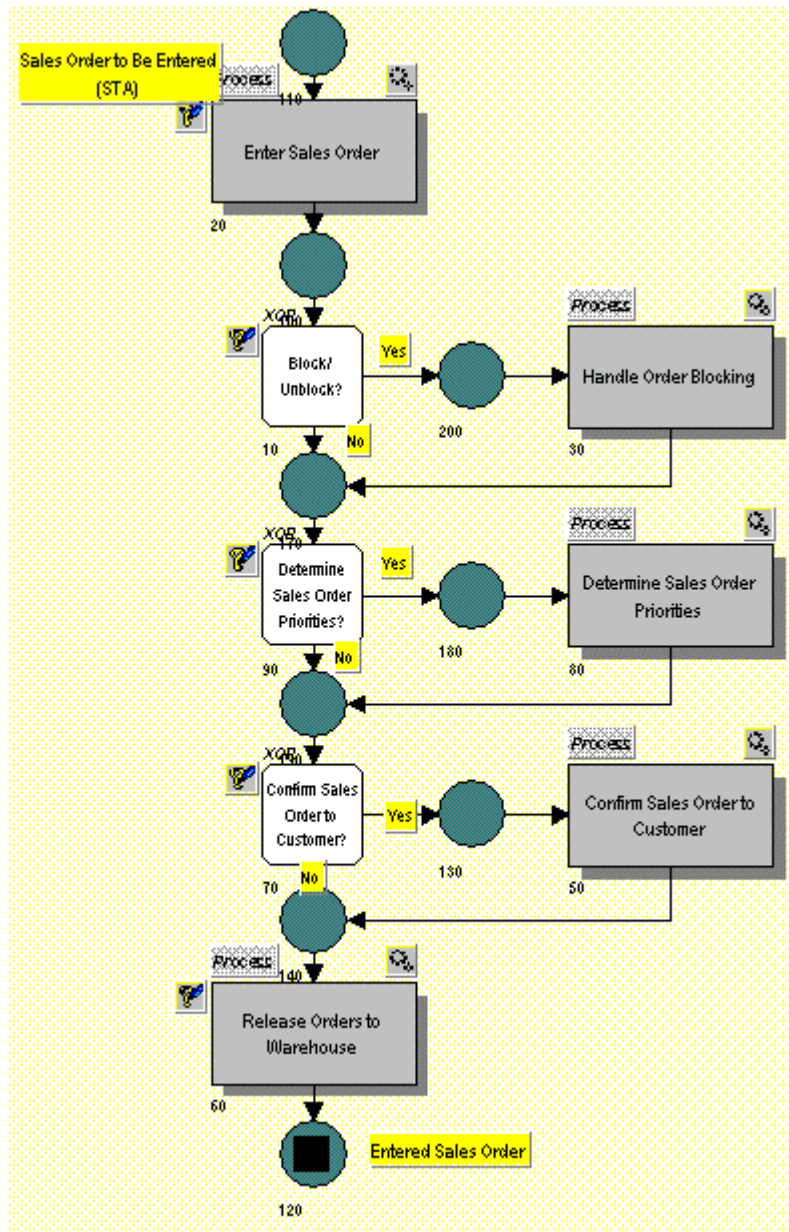 Sales Order to Be Entered
(STA)
Process
110
Enter Sales Order
20
XOR
Process
Block/
Unblock?
Yes
Handle Order Blocking
10
No
200
30
XOR
170
Process
Determine
Sales Order
Priorities?
Yes
Determine Sales Order
Priorities
No
90
180
80
XOR
Process
Confirm Sales
Order to
Customer?
Yes
Confirm Sales Order to
Customer
70
No
130
50
Process
140
Release Orders to
Warehouse
60
Entered Sales Order
120